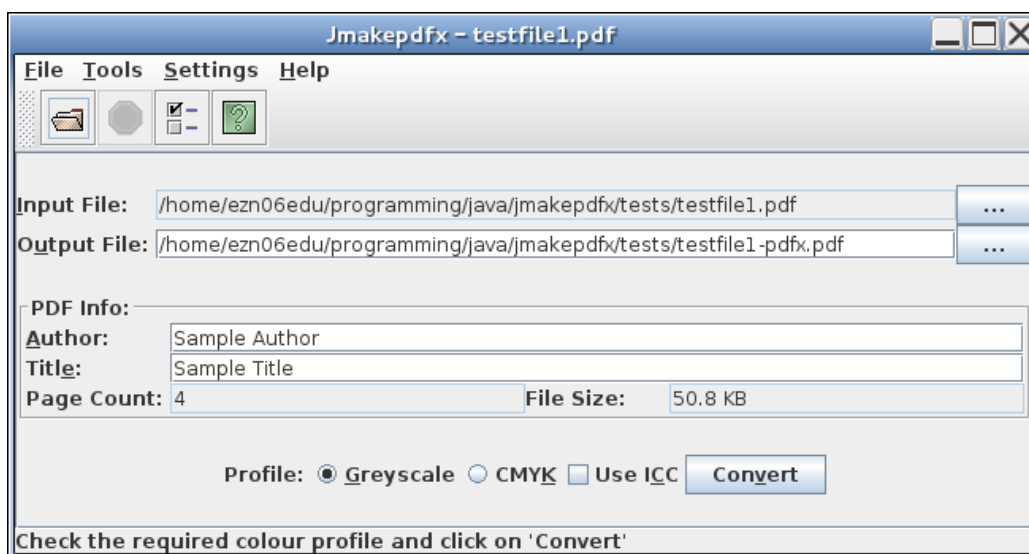 Jmakepdfx - testfile1.pdf
File Tools Settings Help
Input File: /home/ezn06edu/programming/java/jmakepdfx/tests/testfile1.pdf ...
Output File: /home/ezn06edu/programming/java/jmakepdfx/tests/testfile1-pdfx.pdf ...
PDF Info:
Author: Sample Author
Title: Sample Title
Page Count: 4 File Size: 50.8 KB
Profile: Greyscale CMYK Use ICC Convert
Check the required colour profile and click on 'Convert'